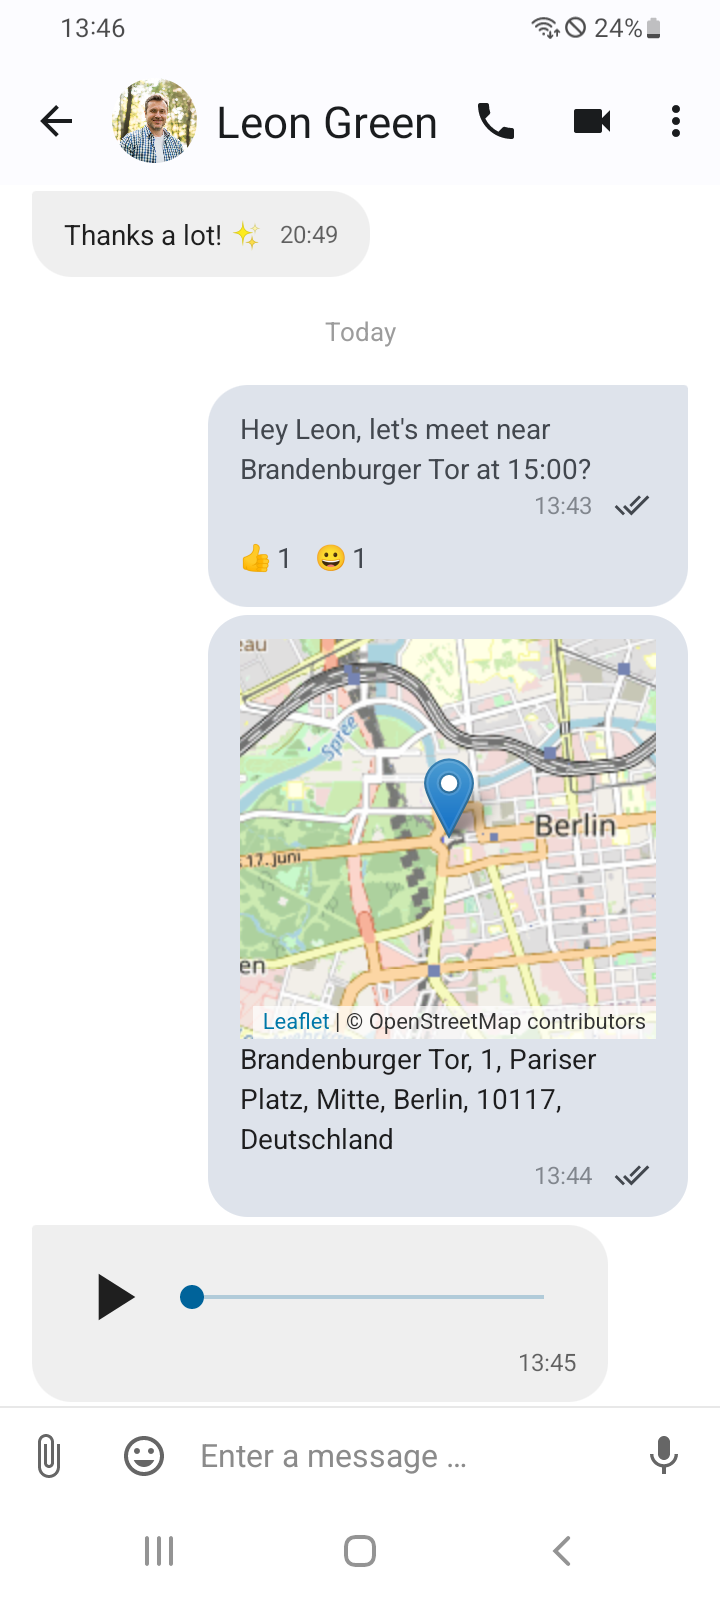 13:46 24%
Leon Green
Thanks a lot! ✨ 20:49
Today
Hey Leon, let's meet near
Brandenburger Tor at 15:00?
13:43
👍 1 😀 1
eau
Spree
Berlin
17. Juni
en
Leaflet | © OpenStreetMap contributors
Brandenburger Tor, 1, Pariser
Platz, Mitte, Berlin, 10117,
Deutschland
13:44
13:45
Enter a message ...